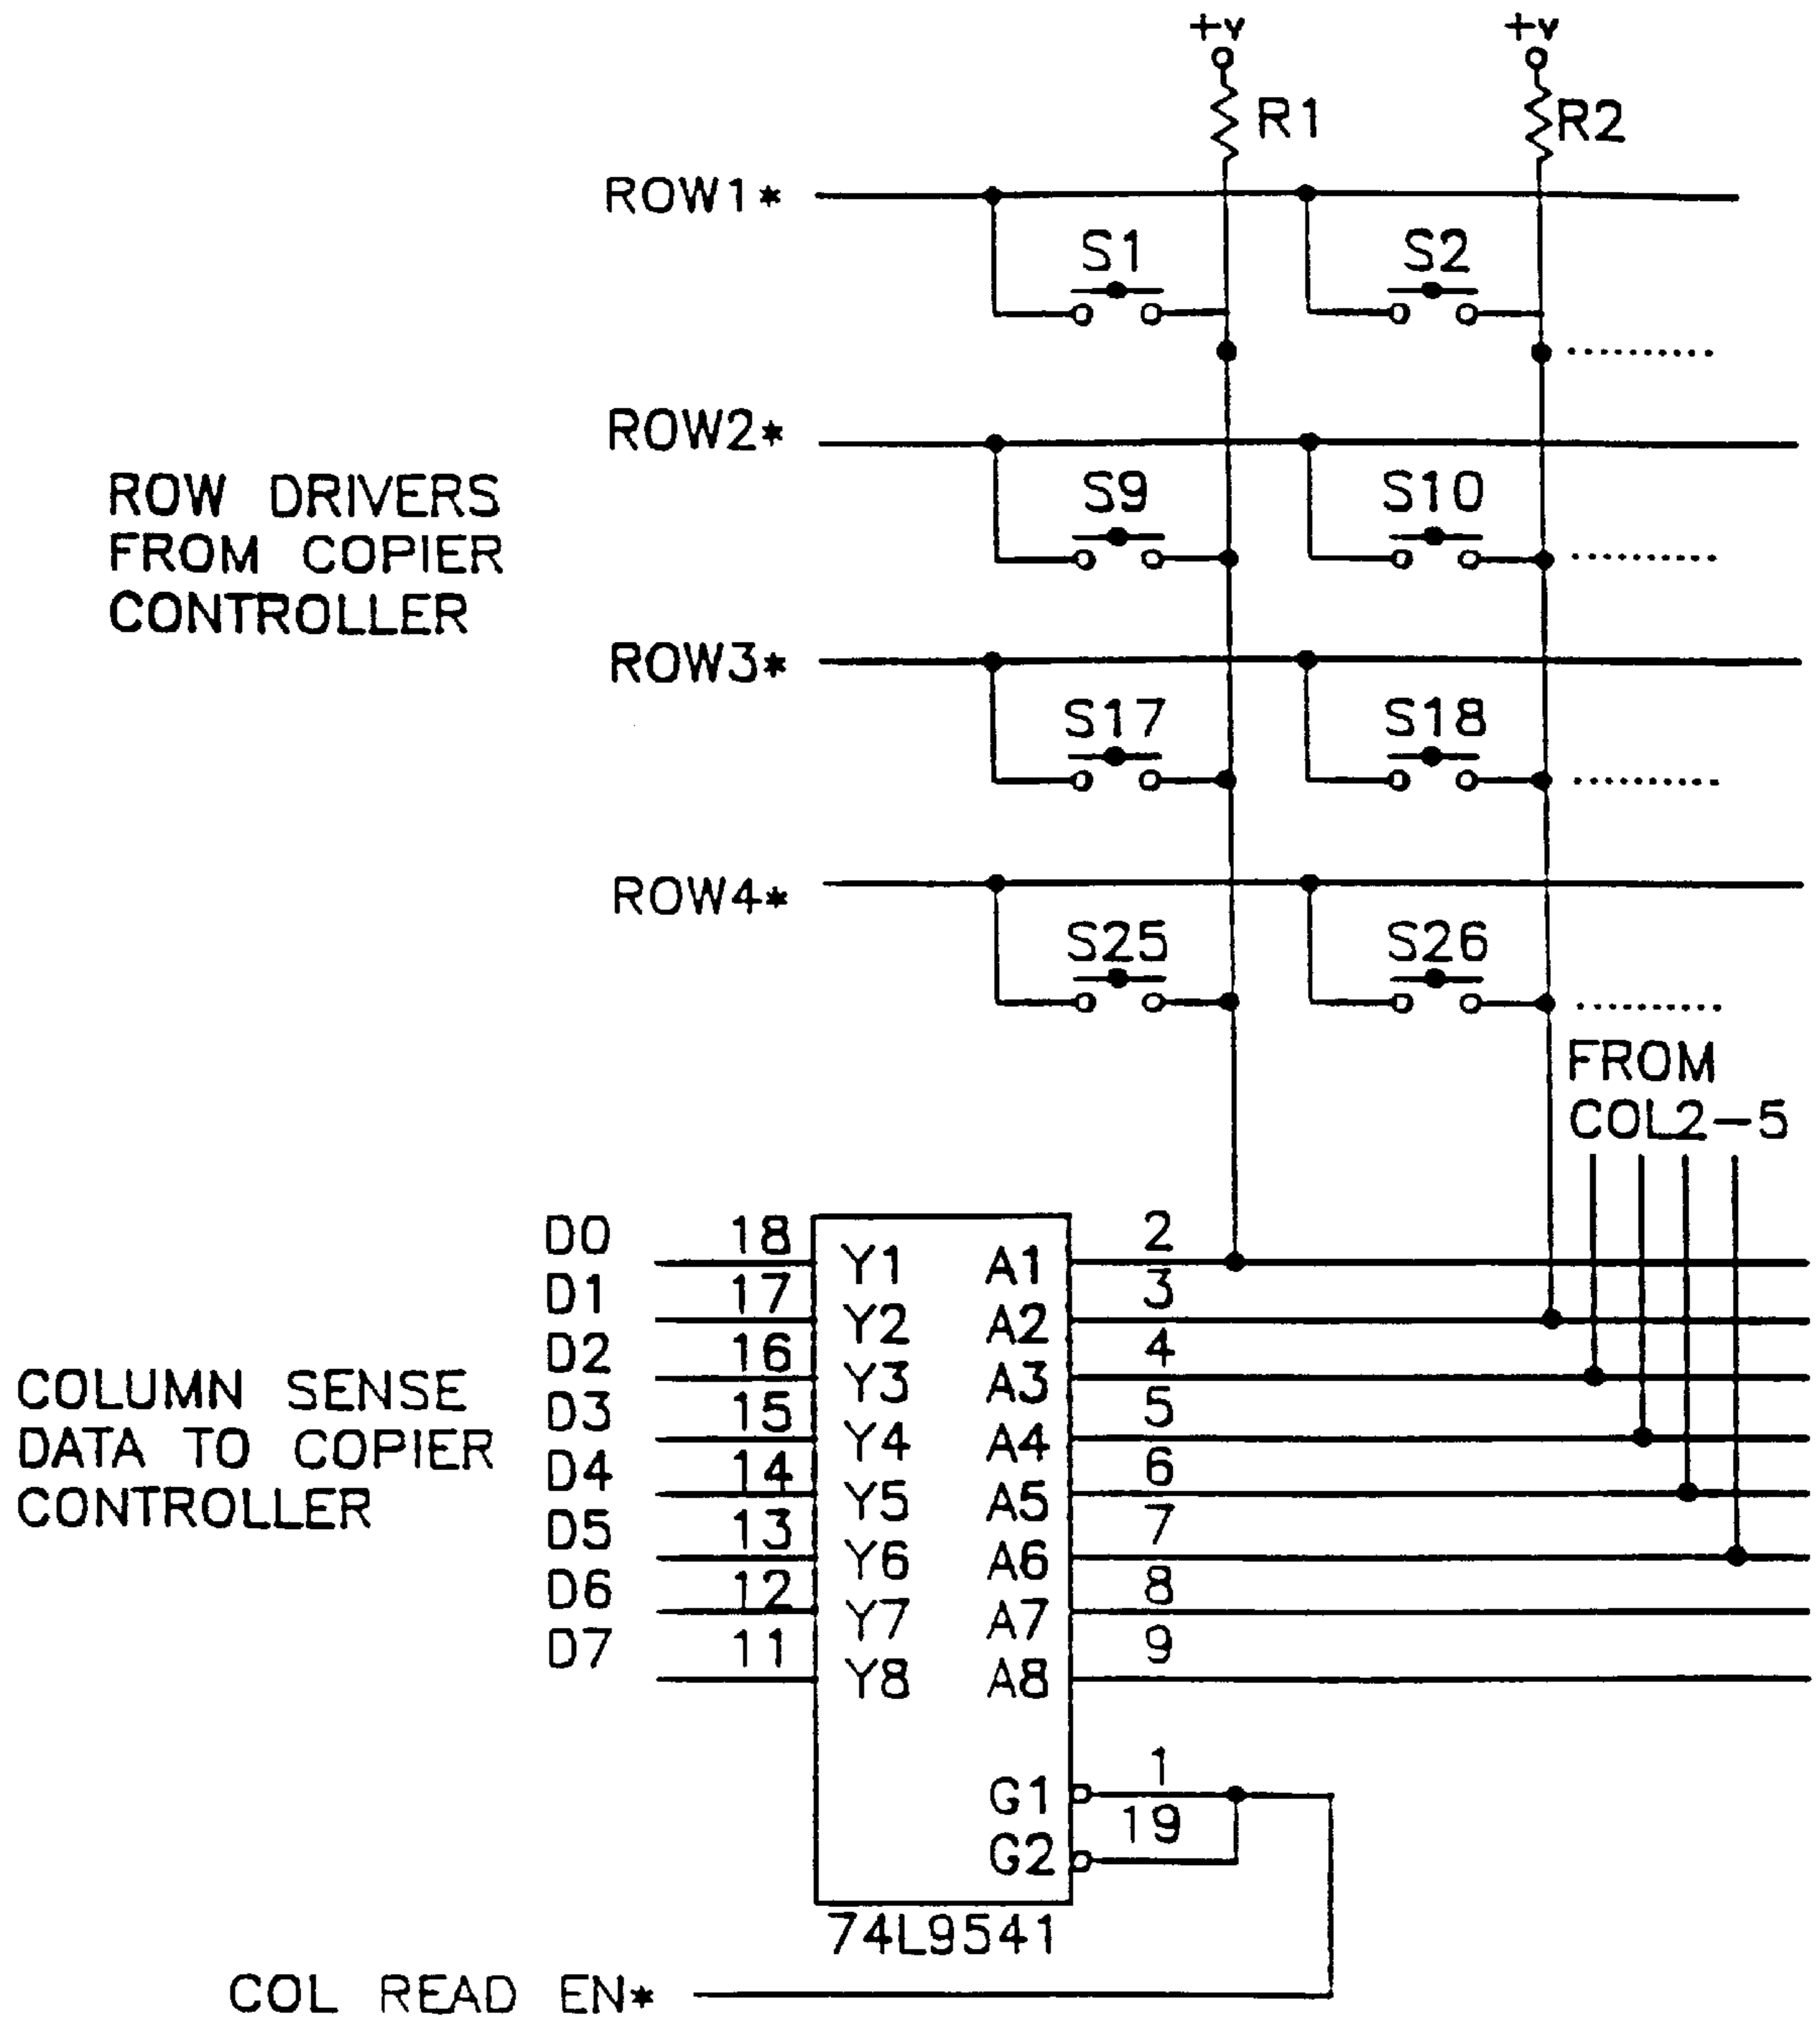 +v +v
R1 R2
ROW1*
S1 S2
ROW2*
S9 S10
ROW DRIVERS
FROM COPIER
CONTROLLER
ROW3*
S17 S18
ROW4*
S25 S26
FROM
COL2-5
D0 18 Y1 A1 2
D1 17 Y2 A2 3
D2 16 Y3 A3 4
D3 15 Y4 A4 5
D4 14 Y5 A5 6
D5 13 Y6 A6 7
D6 12 Y7 A7 8
D7 11 Y8 A8 9
COLUMN SENSE
DATA TO COPIER
CONTROLLER
G1 1
G2 19
74L9541
COL READ EN*